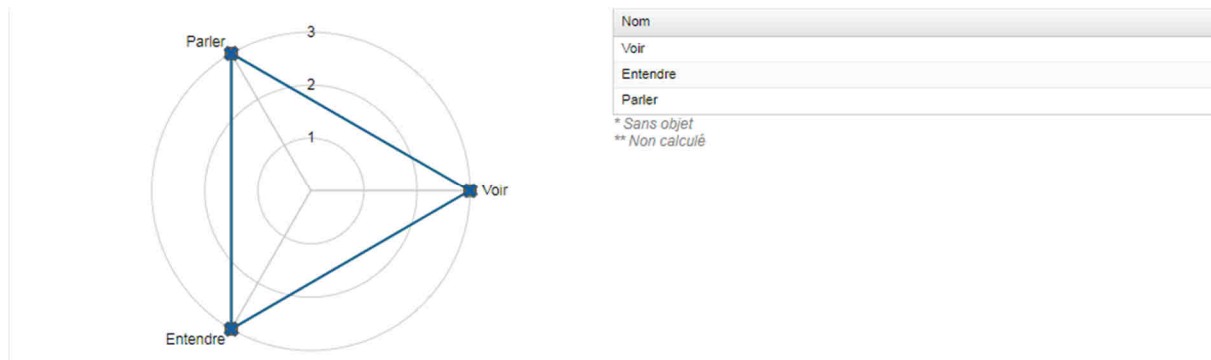 Parler
3
2
1
Voir
Entendre
Nom
Voir
Entendre
Parler
* Sans objet
** Non calculé